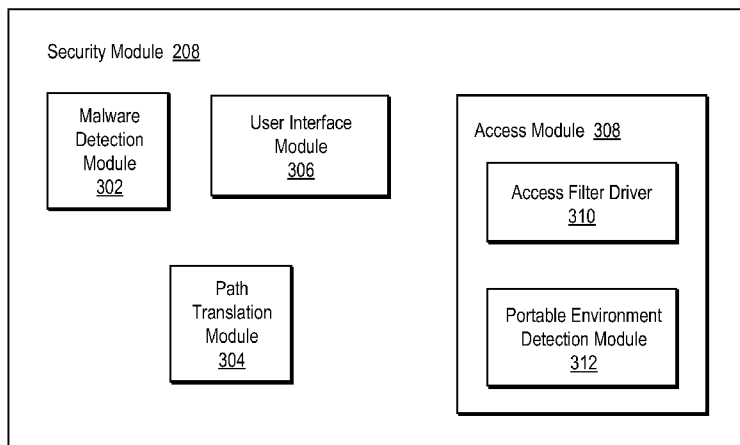 Security Module 208
Malware
Detection
Module
302
User Interface
Module
306
Path
Translation
Module
304
Access Module 308
Access Filter Driver
310
Portable Environment
Detection Module
312